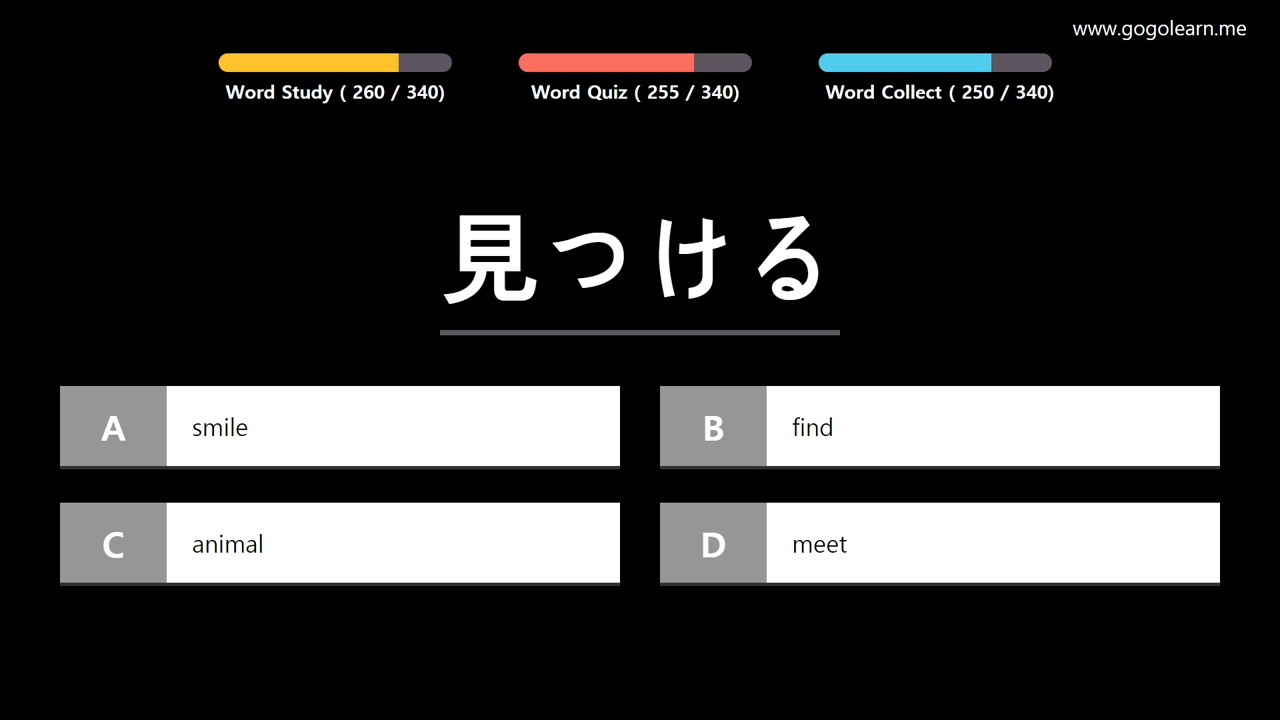 www.gogolearn.me
Word Study ( 260 / 340)
Word Quiz ( 255 / 340)
Word Collect ( 250 / 340)
見つける
A smile
B find
C animal
D meet